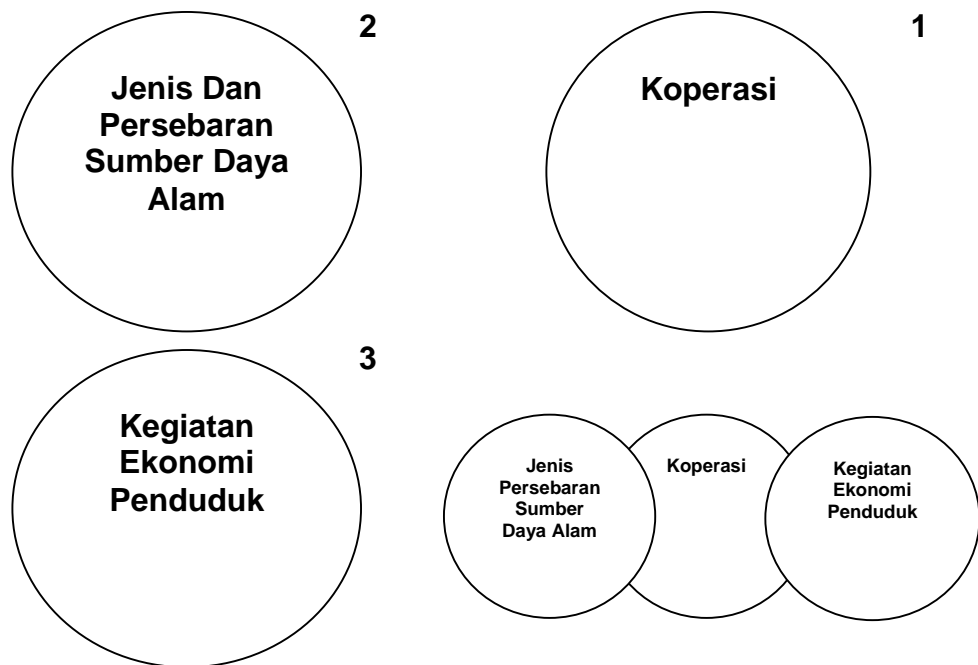 2
Jenis Dan
Persebaran
Sumber Daya
Alam
1
Koperasi
3
Kegiatan
Ekonomi
Penduduk
Jenis
Persebaran
Sumber
Daya Alam
Koperasi
Kegiatan
Ekonomi
Penduduk